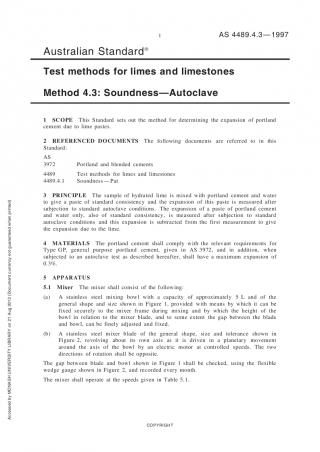 1
AS 4489.4.3—1997
Australian Standard®
Test methods for limes and limestones
Method 4.3: Soundness—Autoclave
1 SCOPE This Standard sets out the method for determining the expansion of portland
cement due to lime pastes.
2 REFERENCED DOCUMENTS The following documents are referred to in this
Standard:
AS
3972 Portland and blended cements
4489 Test methods for limes and limestones
4489.4.1 Soundness—Pat
3 PRINCIPLE The sample of hydrated lime is mixed with portland cement and water
to give a paste of standard consistency and the expansion of this paste is measured after
subjection to standard autoclave conditions. The expansion of a paste of portland cement
and water only, also of standard consistency, is measured after subjection to standard
autoclave conditions and this expansion is subtracted from the first measurement to give
the expansion due to the lime.
4 MATERIALS The portland cement shall comply with the relevant requirements for
Type GP, general purpose portland cement, given in AS 3972, and in addition, when
subjected to an autoclave test as described hereafter, shall have a maximum expansion of
0.3%.
5 APPARATUS
5.1 Mixer The mixer shall consist of the following:
(a) A stainless steel mixing bowl with a capacity of approximately 5 L and of the
general shape and size shown in Figure 1, provided with means by which it can be
fixed securely to the mixer frame during mixing and by which the height of the
bowl in relation to the mixer blade, and to some extent the gap between the blade
and bowl, can be finely adjusted and fixed.
(b) A stainless steel mixer blade of the general shape, size and tolerance shown in
Figure 2, revolving about its own axis as it is driven in a planetary movement
around the axis of the bowl by an electric motor at controlled speeds. The two
directions of rotation shall be opposite.
The gap between blade and bowl shown in Figure 1 shall be checked, using the flexible
wedge gauge shown in Figure 2, and recorded every month.
The mixer shall operate at the speeds given in Table 5.1.
COPYRIGHT
Accessed by MONASH UNIVERSITY LIBRARY on 21 Aug 2013 (Document currency not guaranteed when printed)